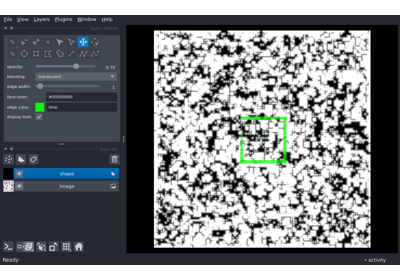 File View Layers Plugins Window Help
opacity: 0.70
blending: translucent
edge width: 1
face color: #00000000
edge color: lime
display text: ✓
shape
Image
Ready activity